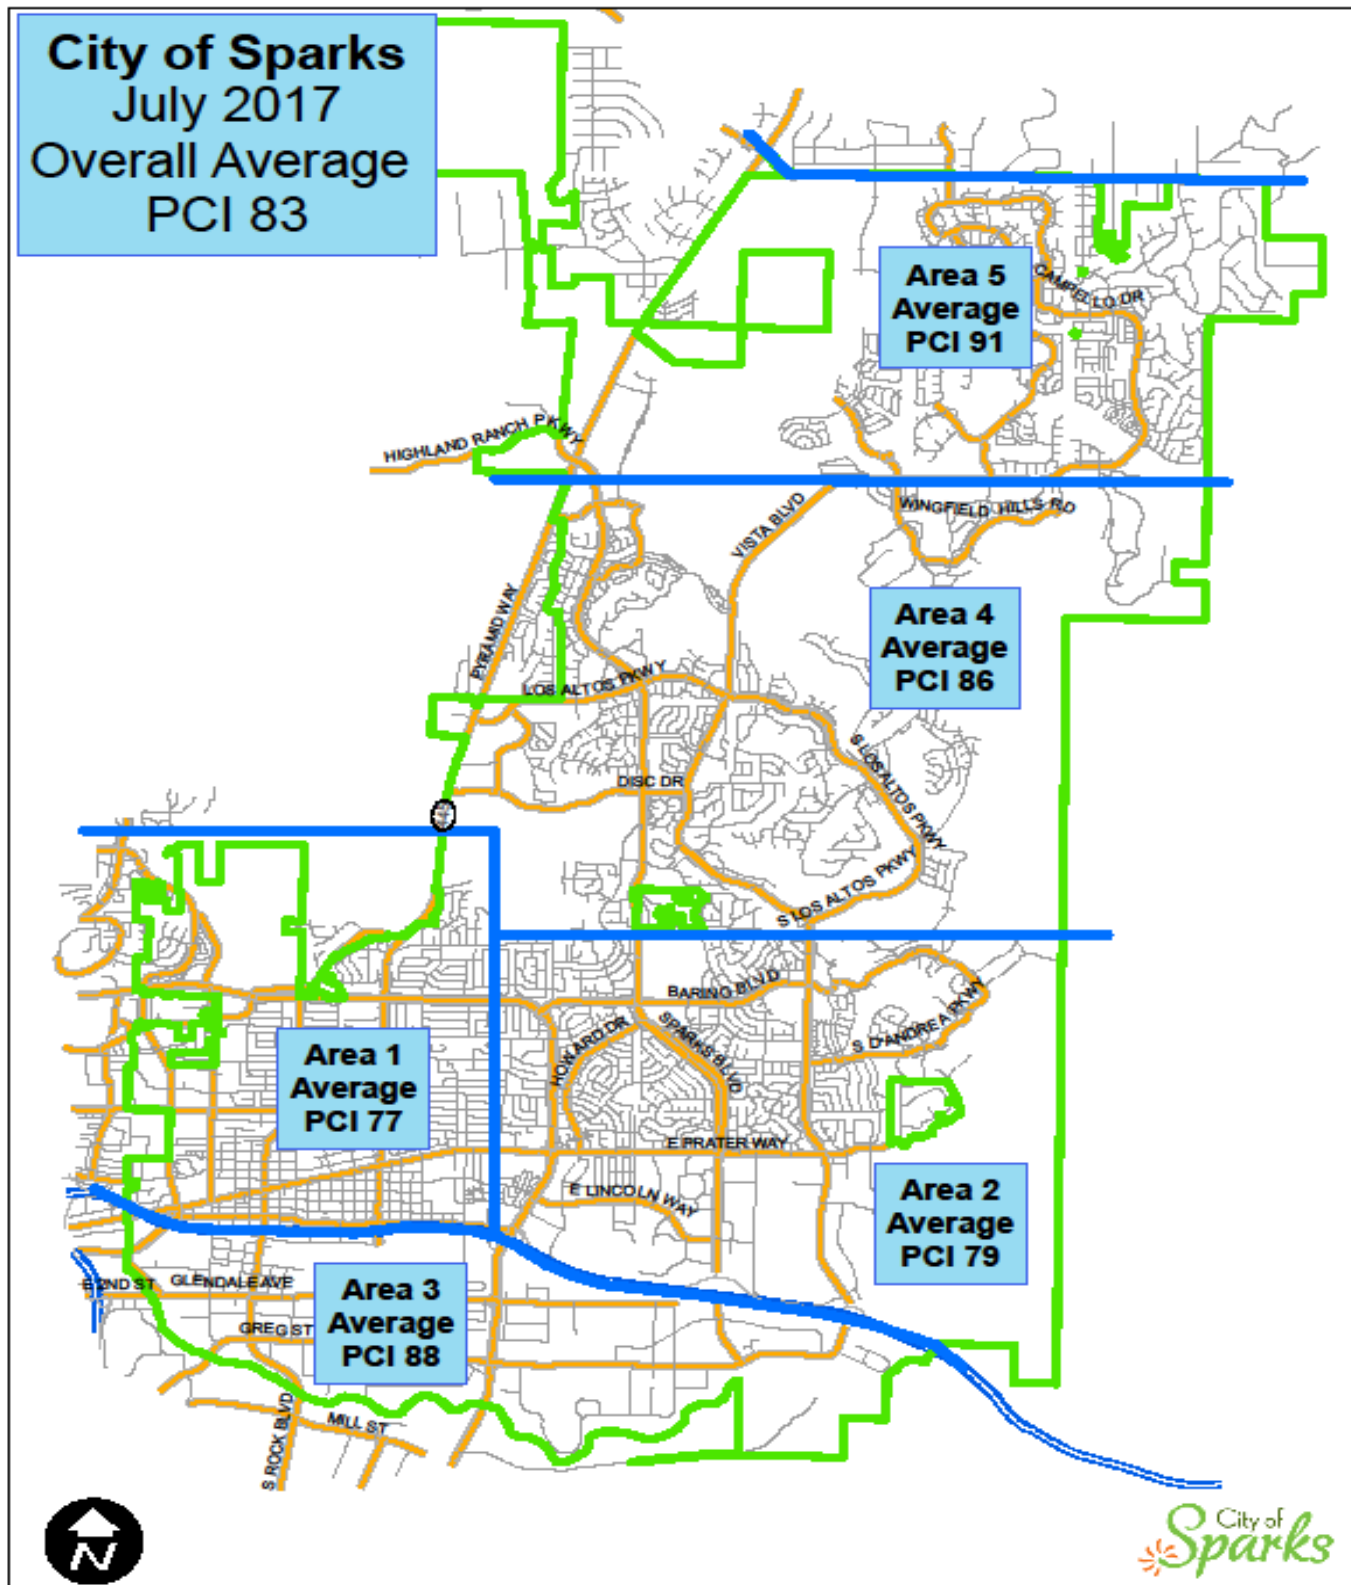 City of Sparks
July 2017
Overall Average
PCI 83
Area 5
Average
PCI 91
CAMPELLO DR
HIGHLAND RANCH PKWY
VISTA BLVD
WINGFIELD HILLS RD
PYRAMID WAY
Area 4
Average
PCI 86
LOS ALTOS PKWY
S LOS ALTOS PKWY
DISC DR
S LOS ALTOS PKWY
BARING BLVD
HOWARD DR
SPARKS BLVD
S D'ANDREA PKWY
Area 1
Average
PCI 77
E PRATER WAY
E LINCOLN WAY
Area 2
Average
PCI 79
E 2ND ST
GLENDALE AVE
Area 3
Average
PCI 88
GREG ST
S ROCK BLVD
MILL ST
N
City of
Sparks